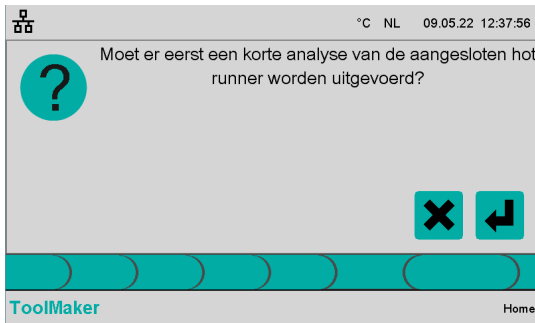 °C NL 09.05.22 12:37:56
Moet er eerst een korte analyse van de aangesloten hot
runner worden uitgevoerd?
ToolMaker Home